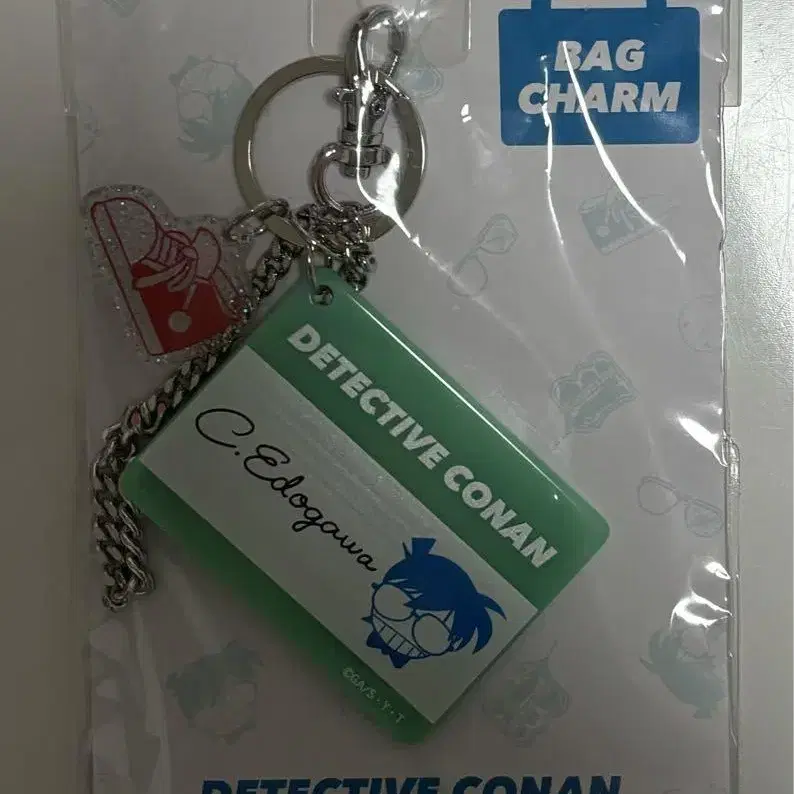 BAG
CHARM
DETECTIVE CONAN
C.Edogawa
©GA/S・Y・T
DETECTIVE CONAN